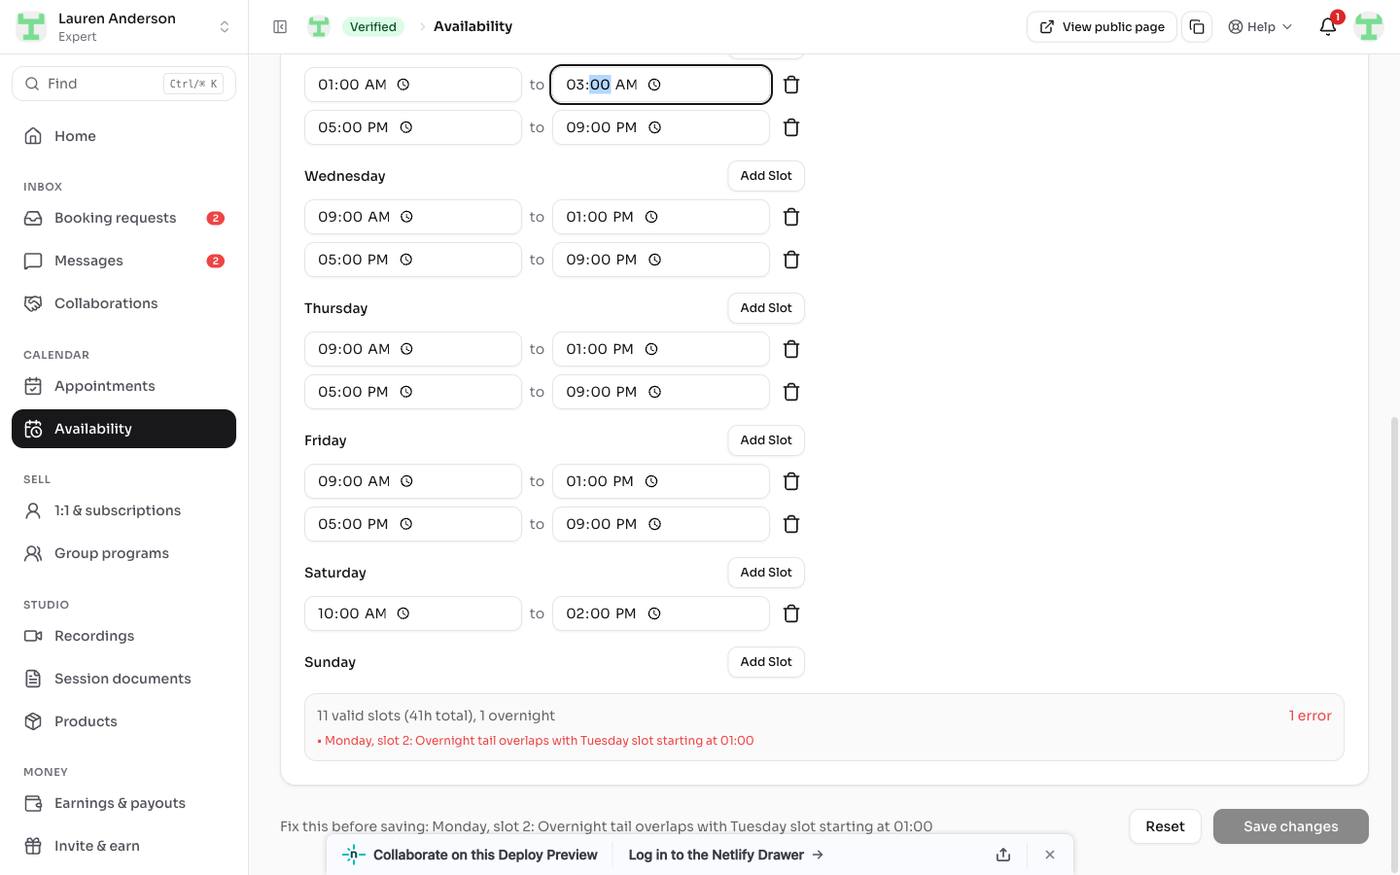 Lauren Anderson
Expert
Verified
Availability
View public page
Help
1
Find
Ctrl/⌘ K
Home
INBOX
Booking requests 2
Messages 2
Collaborations
CALENDAR
Appointments
Availability
SELL
1:1 & subscriptions
Group programs
STUDIO
Recordings
Session documents
Products
MONEY
Earnings & payouts
Invite & earn
01:00 AM to 03:00 AM
05:00 PM to 09:00 PM
Wednesday Add Slot
09:00 AM to 01:00 PM
05:00 PM to 09:00 PM
Thursday Add Slot
09:00 AM to 01:00 PM
05:00 PM to 09:00 PM
Friday Add Slot
09:00 AM to 01:00 PM
05:00 PM to 09:00 PM
Saturday Add Slot
10:00 AM to 02:00 PM
Sunday Add Slot
11 valid slots (41h total), 1 overnight 1 error
• Monday, slot 2: Overnight tail overlaps with Tuesday slot starting at 01:00
Fix this before saving: Monday, slot 2: Overnight tail overlaps with Tuesday slot starting at 01:00
Reset Save changes
Collaborate on this Deploy Preview Log in to the Netlify Drawer →